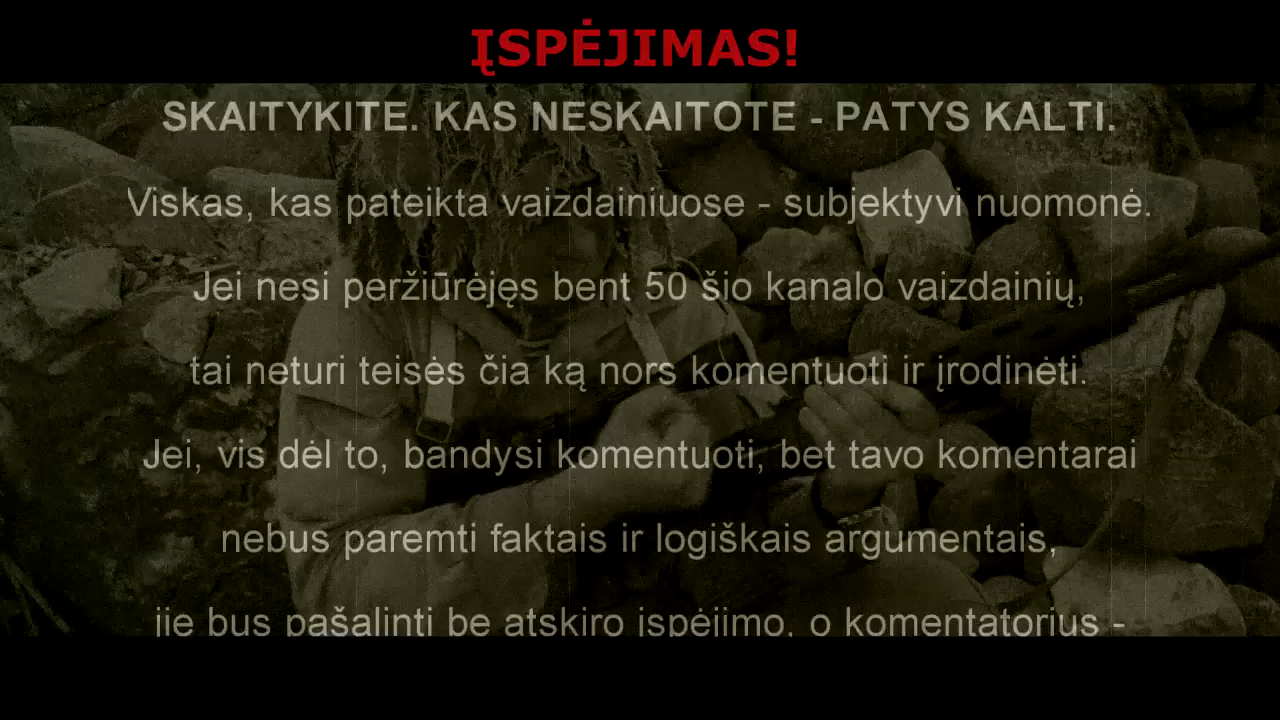 ĮSPĖJIMAS!
SKAITYKITE. KAS NESKAITOTE - PATYS KALTI.
Viskas, kas pateikta vaizdainiuose - subjektyvi nuomonė.
Jei nesi peržiūrėjęs bent 50 šio kanalo vaizdainių,
tai neturi teisės čia ką nors komentuoti ir įrodinėti.
Jei, vis dėl to, bandysi komentuoti, bet tavo komentarai
nebus paremti faktais ir logiškais argumentais,
jie bus pašalinti be atskiro įspėjimo, o komentatorius -